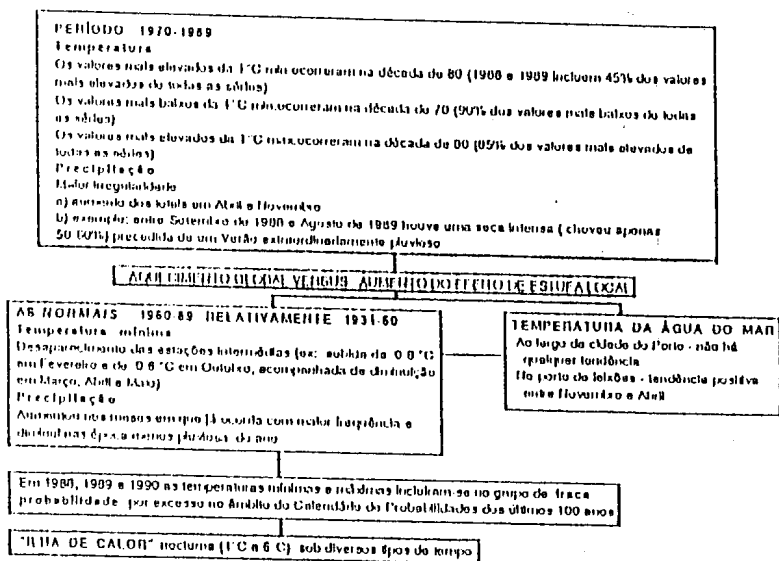 PERÍODO 1970-1989
Temperatura
Os valores mais elevados da TºC min ocorreram na década de 80 (1988 e 1989 incluem 45% dos valores
mais elevados de todas as séries)
Os valores mais baixos da TºC min.ocorreram na década de 70 (90% dos valores mais baixos de todas
as séries)
Os valores mais elevados da TºC max.ocorreram na década de 80 (85% dos valores mais elevados de
todas as séries)
Precipitação
Maior Irregularidade
a) aumento dos totais em Abril e Novembro
b) exemplo: entre Setembro de 1988 e Agosto de 1989 houve uma seca intensa ( choveu apenas
50-60%) precedida de um Verão extraordinariamente pluvioso
AQUECIMENTO GLOBAL VERSUS AUMENTO DO EFEITO DE ESTUFA LOCAL
AS NORMAIS 1960-89 RELATIVAMENTE 1931-60
Temperatura mínima
Desaparecimento das estações intermédias (ex: subida de 0.8 °C
em Fevereiro e de 0.6 °C em Outubro, acompanhada de diminuição
em Março, Abril e Maio)
Precipitação
Aumentou nos meses em que já ocorria com maior frequência e
diminui nas época menos pluviosa do ano
TEMPERATURA DA ÁGUA DO MAR
Ao largo da cidade do Porto - não há
qualquer tendência
No porto de leixões - tendência positiva
entre Novembro e Abril
Em 1988, 1989 e 1990 as temperaturas mínimas e máximas incluiram-se no grupo de fraca
probabilidade por excesso no âmbito do Calendário de Probabilidades dos últimos 100 anos
"ILHA DE CALOR" nocturna (1°C a 6 C) sob diversos tipos de tempo